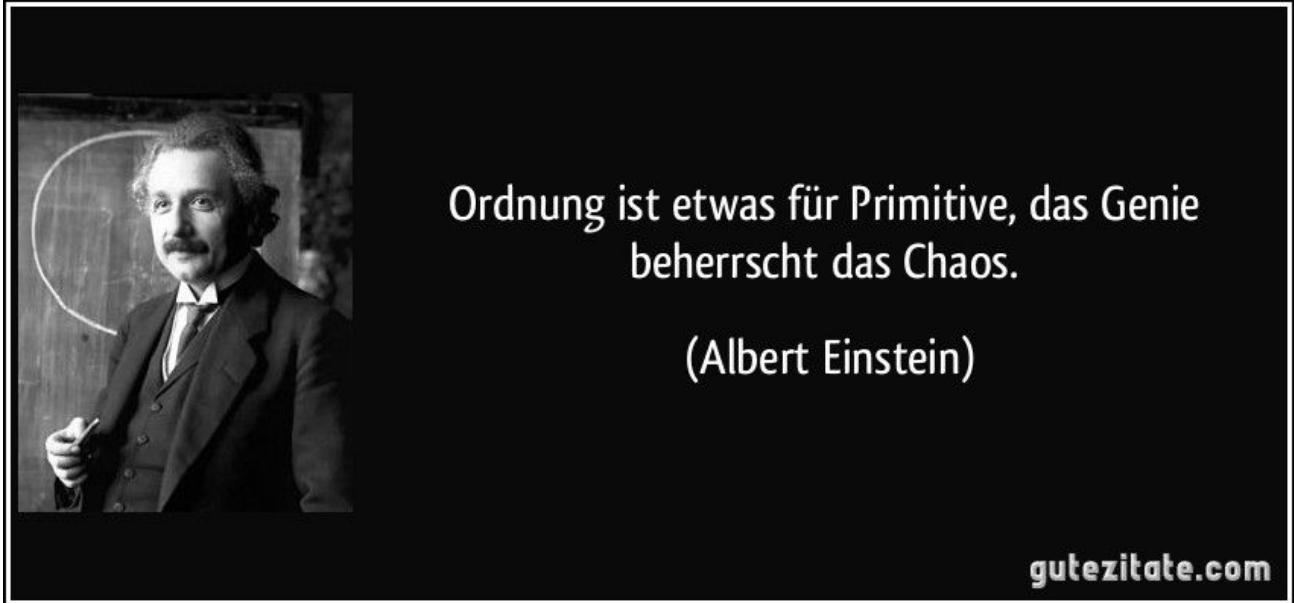 Ordnung ist etwas für Primitive, das Genie
beherrscht das Chaos.
(Albert Einstein)
gutezitate.com